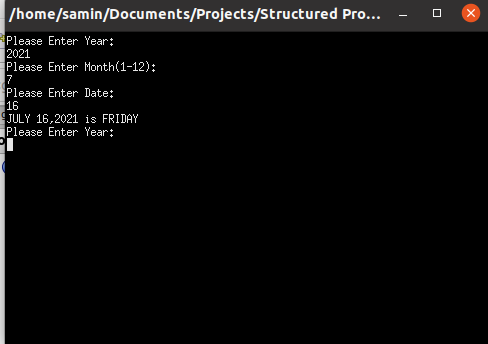 /home/samin/Documents/Projects/Structured Pro...
Please Enter Year:
2021
Please Enter Month(1-12):
7
Please Enter Date:
16
JULY 16,2021 is FRIDAY
Please Enter Year: